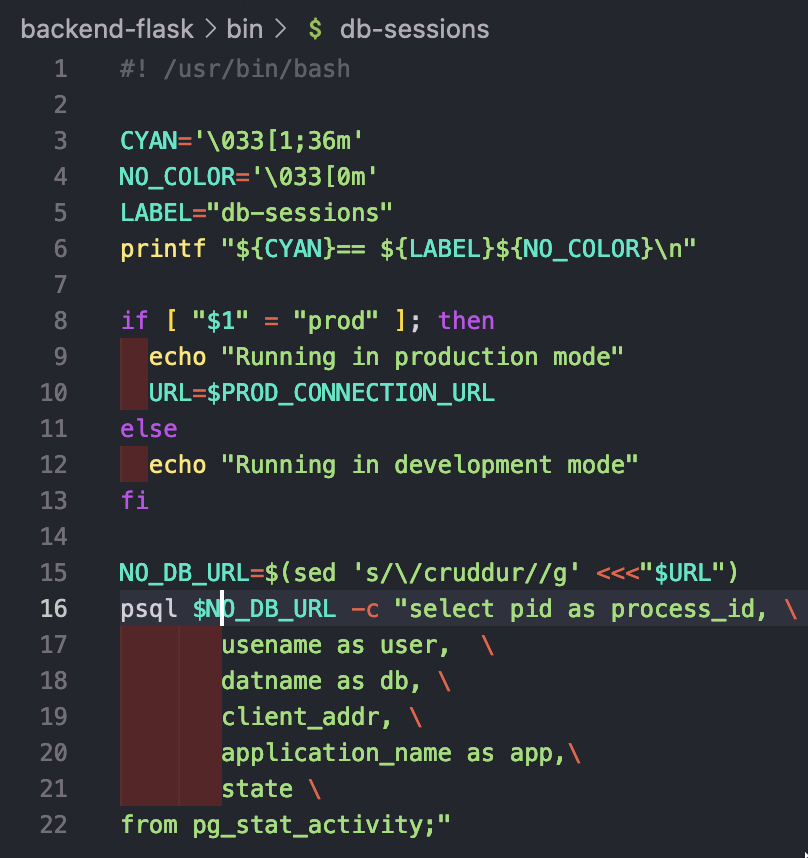 backend-flask > bin > $ db-sessions
1 #! /usr/bin/bash
2
3 CYAN='\033[1;36m'
4 NO_COLOR='\033[0m'
5 LABEL="db-sessions"
6 printf "${CYAN}== ${LABEL}${NO_COLOR}\n"
7
8 if [ "$1" = "prod" ]; then
9   echo "Running in production mode"
10   URL=$PROD_CONNECTION_URL
11 else
12   echo "Running in development mode"
13 fi
14
15 NO_DB_URL=$(sed 's/\/cruddur//g' <<<"$URL")
16 psql $NO_DB_URL -c "select pid as process_id, \
17        usename as user,  \
18        datname as db, \
19        client_addr, \
20        application_name as app,\
21        state \
22 from pg_stat_activity;"